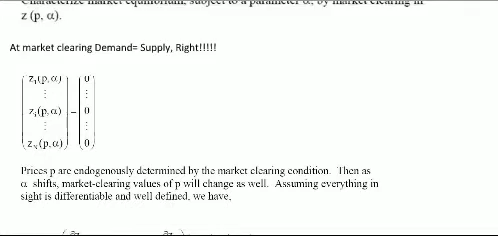 Characterize market equilibrium, subject to a parameter α, by market clearing in
z (p, α).
At market clearing Demand= Supply, Right!!!!!
z₁(p,α) 0
⋮ ⋮
zⱼ(p,α) = 0
⋮ ⋮
z_N(p,α) 0
Prices p are endogenously determined by the market clearing condition. Then as
α shifts, market-clearing values of p will change as well. Assuming everything in
sight is differentiable and well defined, we have,